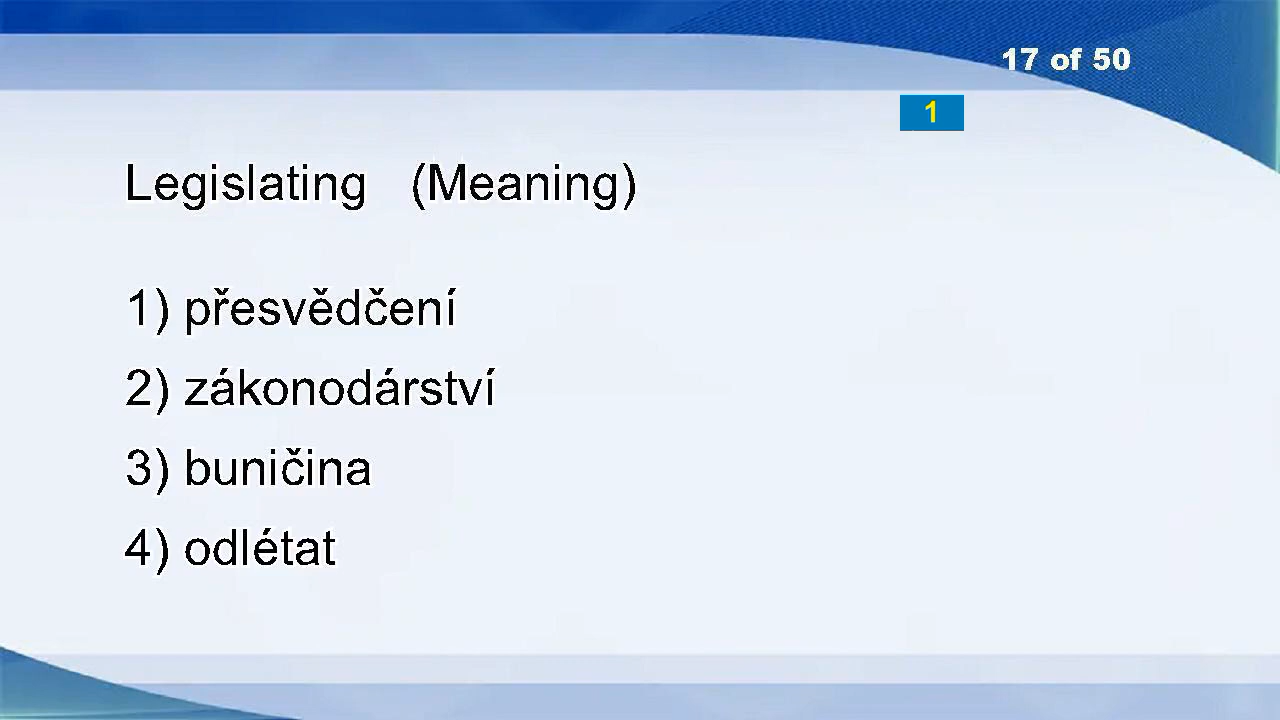 17 of 50
1
Legislating (Meaning)
1) přesvědčení
2) zákonodárství
3) buničina
4) odlétat